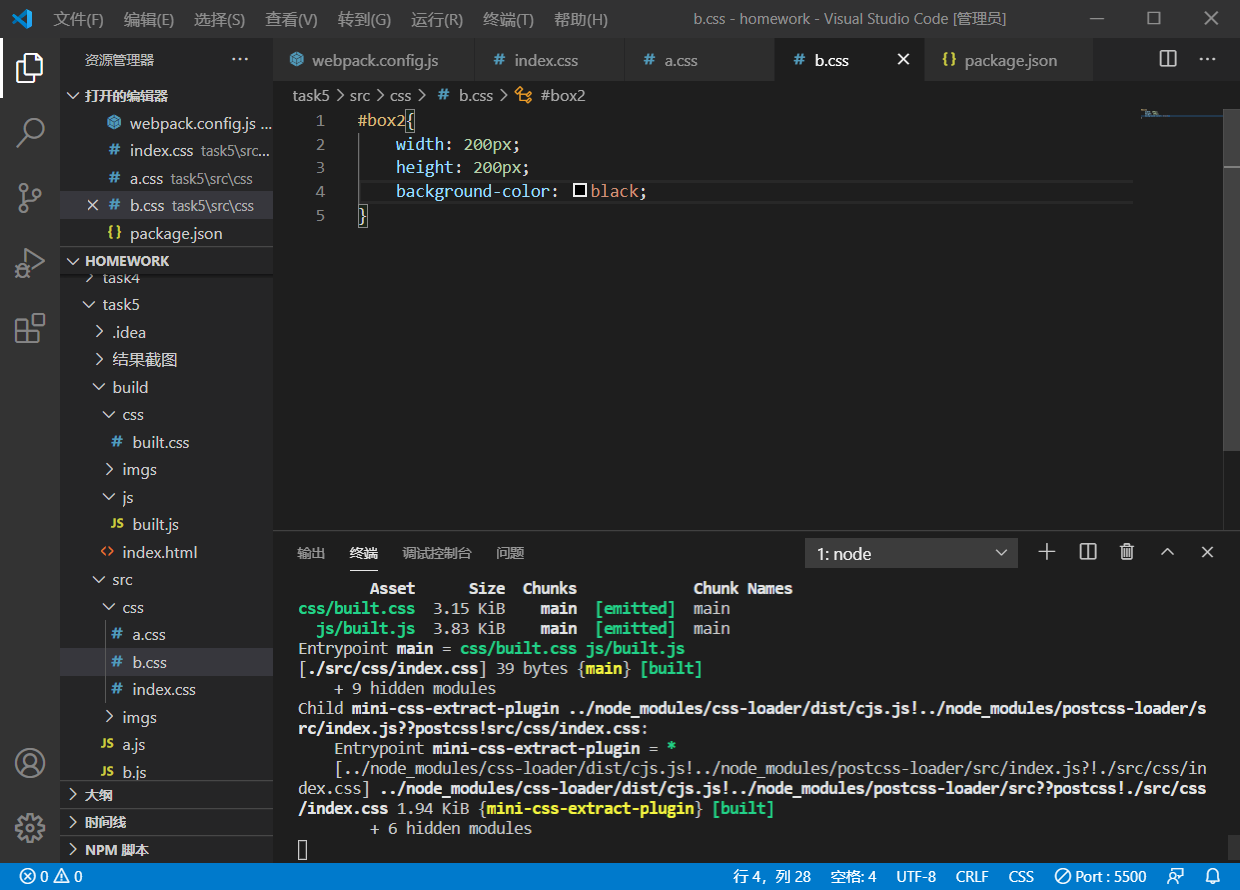 文件(F) 编辑(E) 选择(S) 查看(V) 转到(G) 运行(R) 终端(T) 帮助(H) b.css - homework - Visual Studio Code [管理员]
资源管理器 ···
打开的编辑器
webpack.config.js ...
# index.css task5\src...
# a.css task5\src\css
# b.css task5\src\css
{} package.json
HOMEWORK
task4
task5
.idea
结果截图
build
css
# built.css
imgs
js
JS built.js
<> index.html
src
css
# a.css
# b.css
# index.css
imgs
JS a.js
JS b.js
大纲
时间线
NPM 脚本
webpack.config.js # index.css # a.css # b.css {} package.json ···
task5 > src > css > # b.css > #box2
1 #box2{
2 width: 200px;
3 height: 200px;
4 background-color: black;
5 }
输出 终端 调试控制台 问题 1: node
Asset Size Chunks Chunk Names
css/built.css 3.15 KiB main [emitted] main
js/built.js 3.83 KiB main [emitted] main
Entrypoint main = css/built.css js/built.js
[./src/css/index.css] 39 bytes {main} [built]
+ 9 hidden modules
Child mini-css-extract-plugin ../node_modules/css-loader/dist/cjs.js!../node_modules/postcss-loader/s
rc/index.js??postcss!src/css/index.css:
Entrypoint mini-css-extract-plugin = *
[../node_modules/css-loader/dist/cjs.js!../node_modules/postcss-loader/src/index.js?!./src/css/in
dex.css] ../node_modules/css-loader/dist/cjs.js!../node_modules/postcss-loader/src??postcss!./src/css
/index.css 1.94 KiB {mini-css-extract-plugin} [built]
+ 6 hidden modules
0 0 行 4，列 28 空格: 4 UTF-8 CRLF CSS Port : 5500